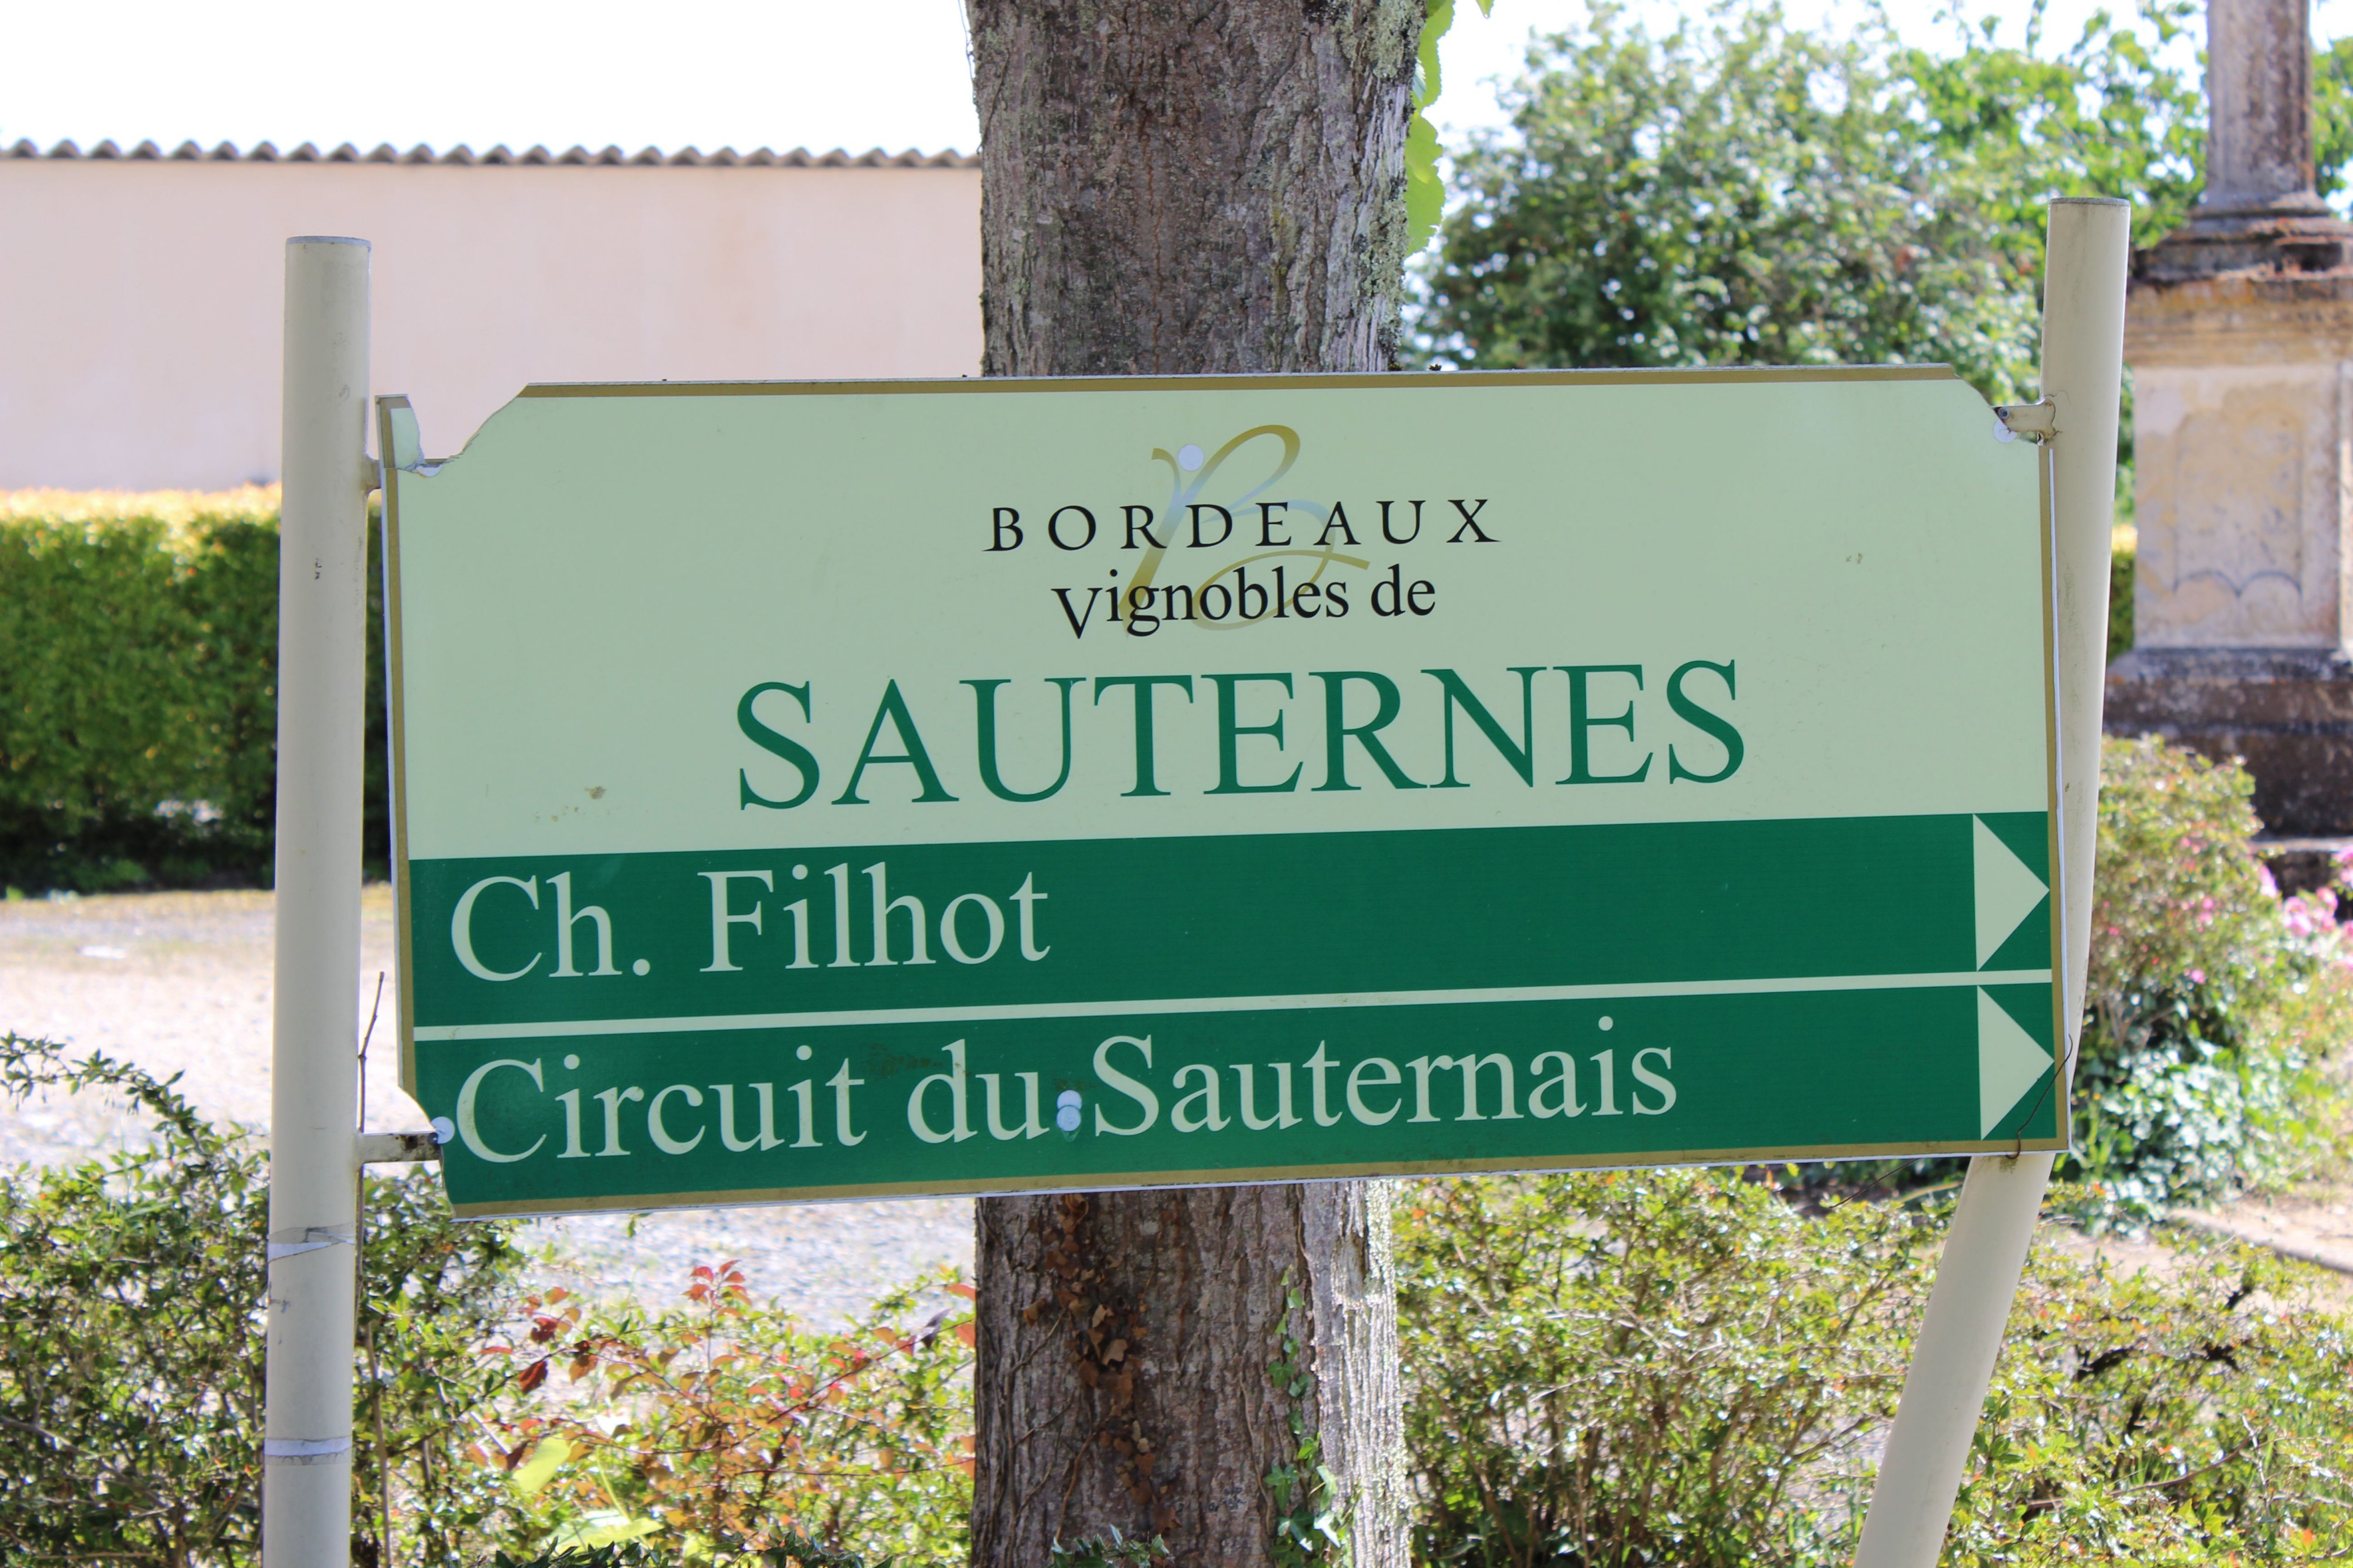 BORDEAUX
Vignobles de
SAUTERNES
Ch. Filhot
Circuit du Sauternais